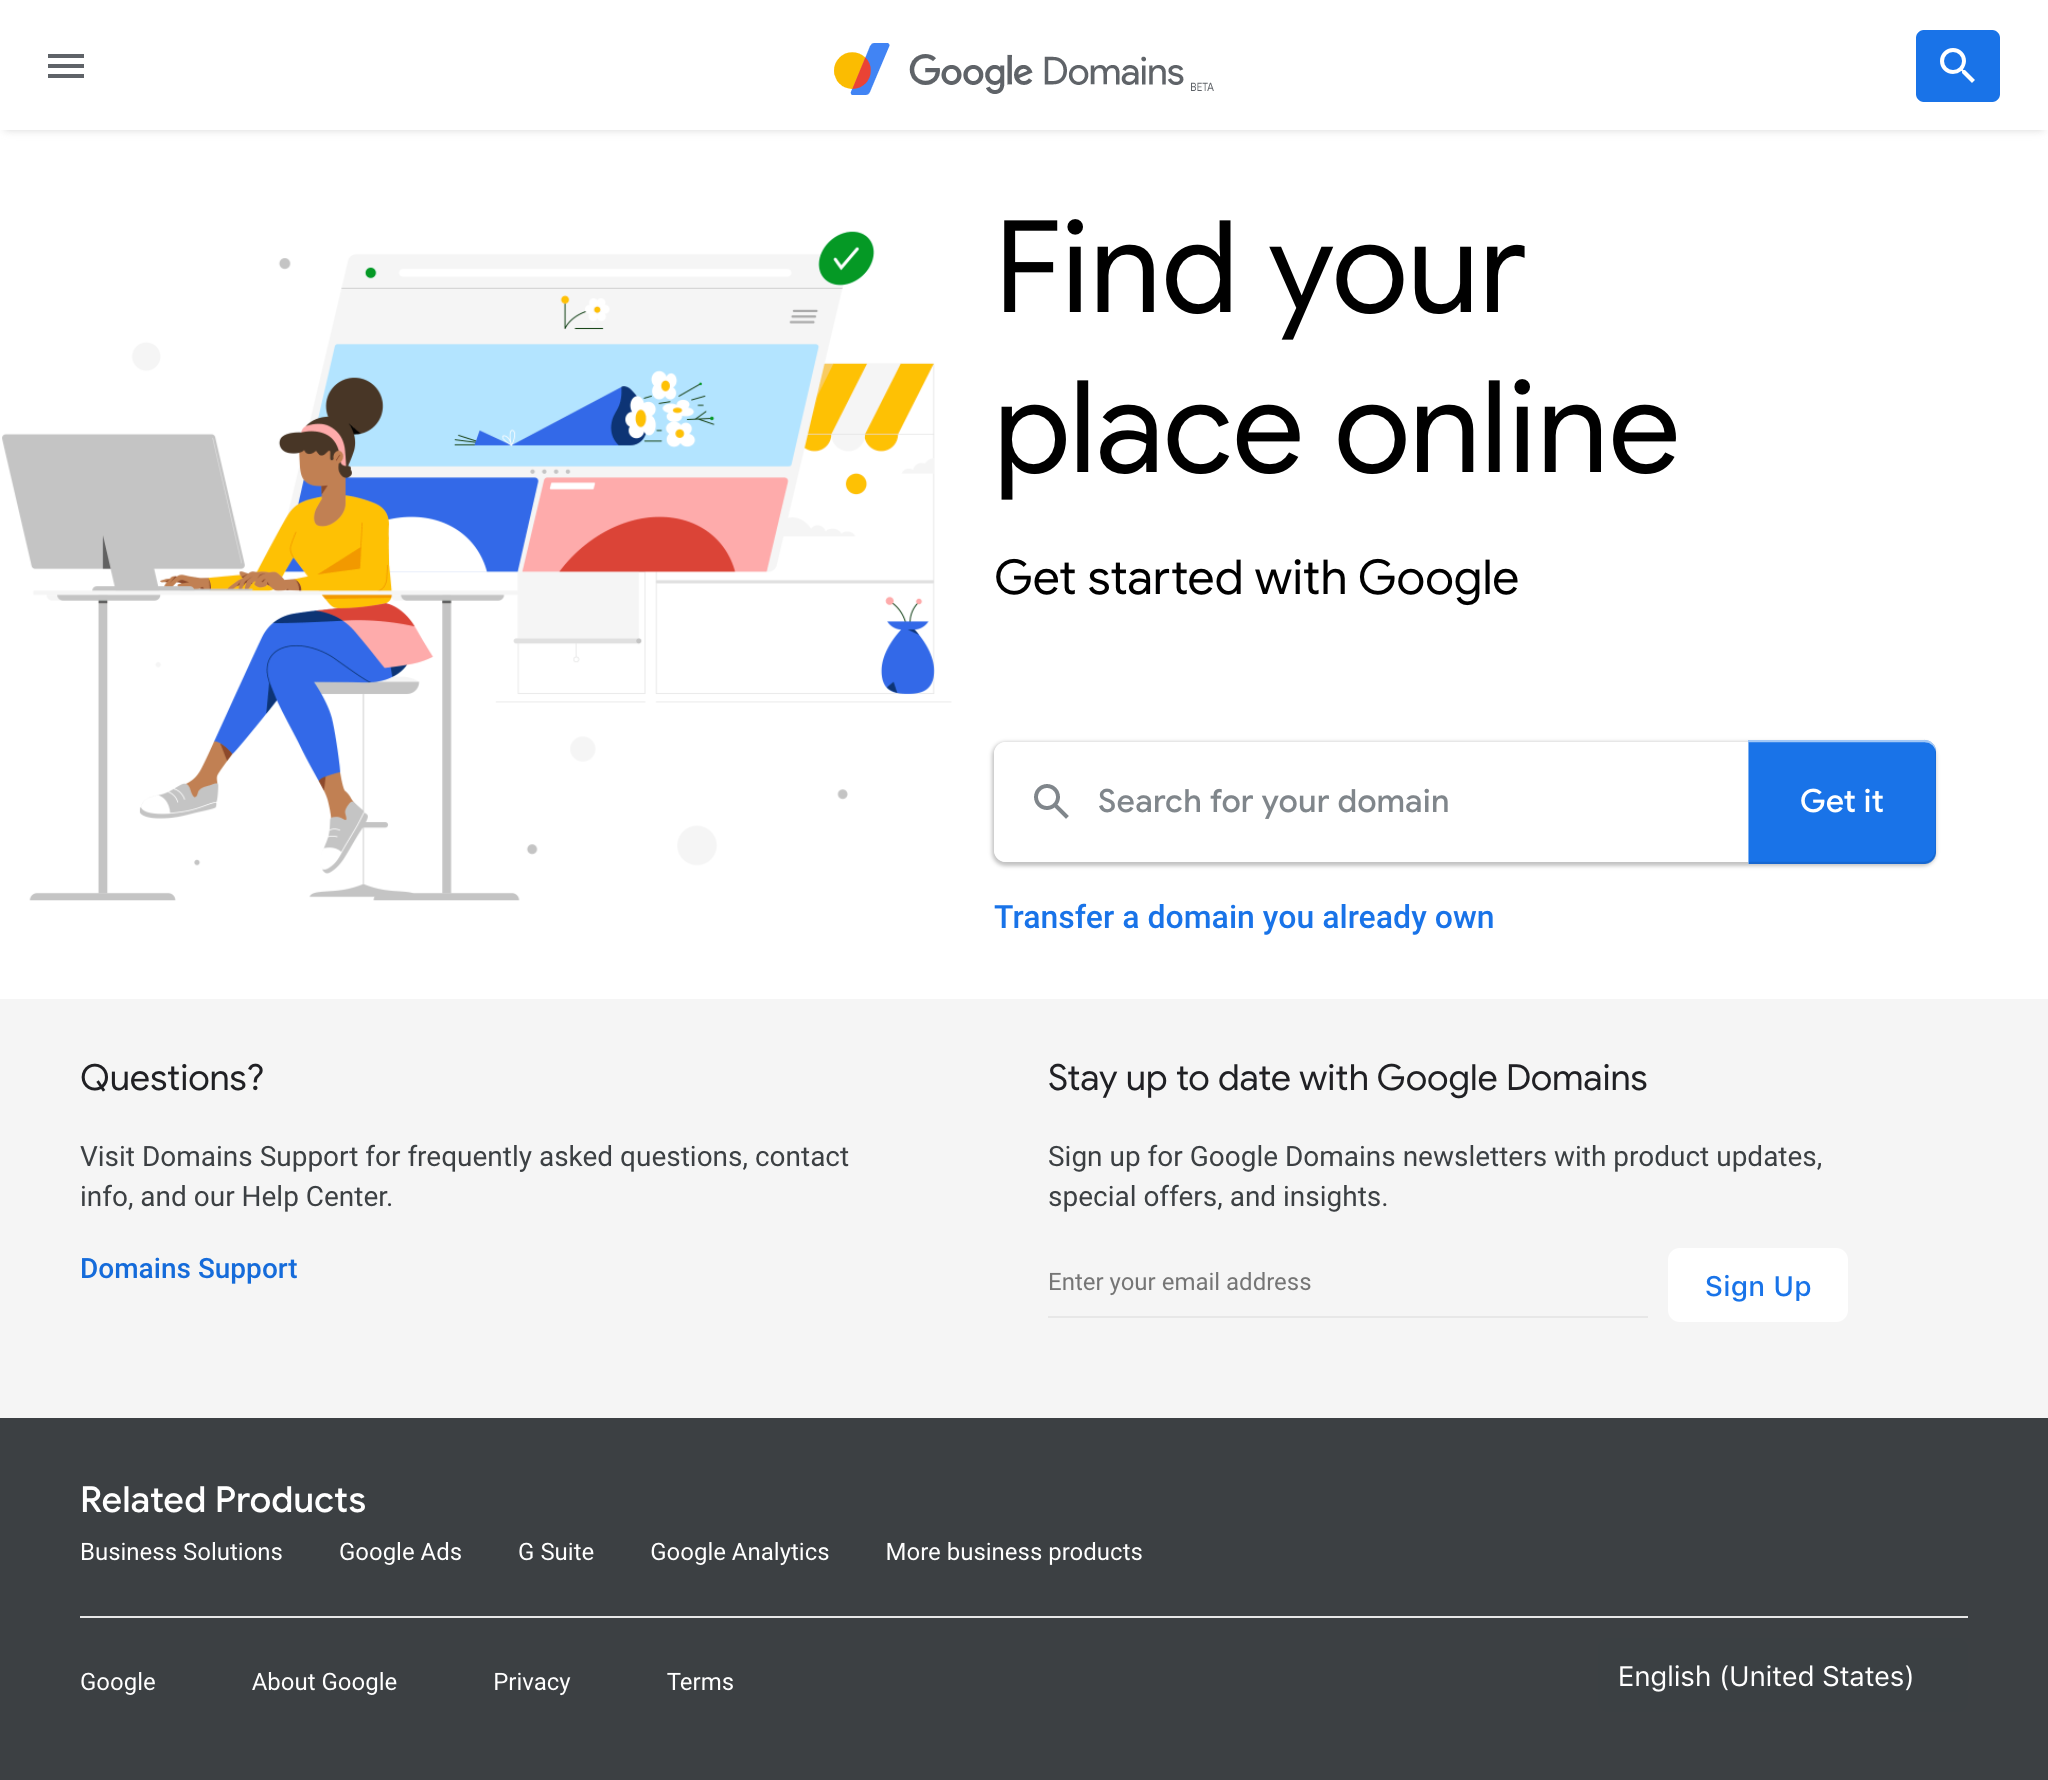 Google Domains BETA
Find your
place online
Get started with Google
Search for your domain
Get it
Transfer a domain you already own
Questions?
Visit Domains Support for frequently asked questions, contact
info, and our Help Center.
Domains Support
Stay up to date with Google Domains
Sign up for Google Domains newsletters with product updates,
special offers, and insights.
Enter your email address
Sign Up
Related Products
Business Solutions
Google Ads
G Suite
Google Analytics
More business products
Google
About Google
Privacy
Terms
English (United States)